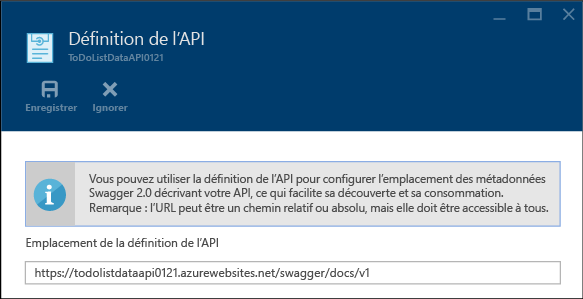 Définition de l’API
ToDoListDataAPI0121
Enregistrer Ignorer
Vous pouvez utiliser la définition de l’API pour configurer l’emplacement des métadonnées
Swagger 2.0 décrivant votre API, ce qui facilite sa découverte et sa consommation.
Remarque : l’URL peut être un chemin relatif ou absolu, mais elle doit être accessible à tous.
Emplacement de la définition de l’API
https://todolistdataapi0121.azurewebsites.net/swagger/docs/v1